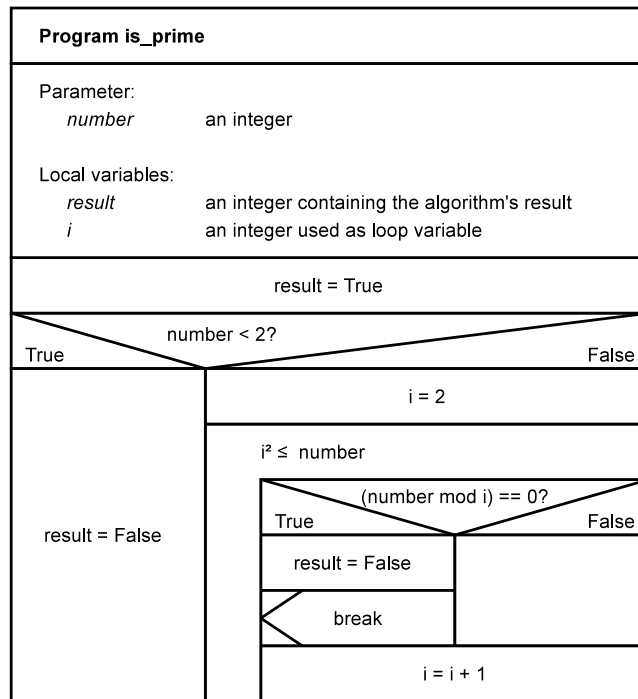 Program is_prime
Parameter:
number an integer
Local variables:
result an integer containing the algorithm's result
i an integer used as loop variable
result = True
number < 2?
True False
i = 2
i² ≤ number
(number mod i) == 0?
True False
result = False
result = False
break
i = i + 1